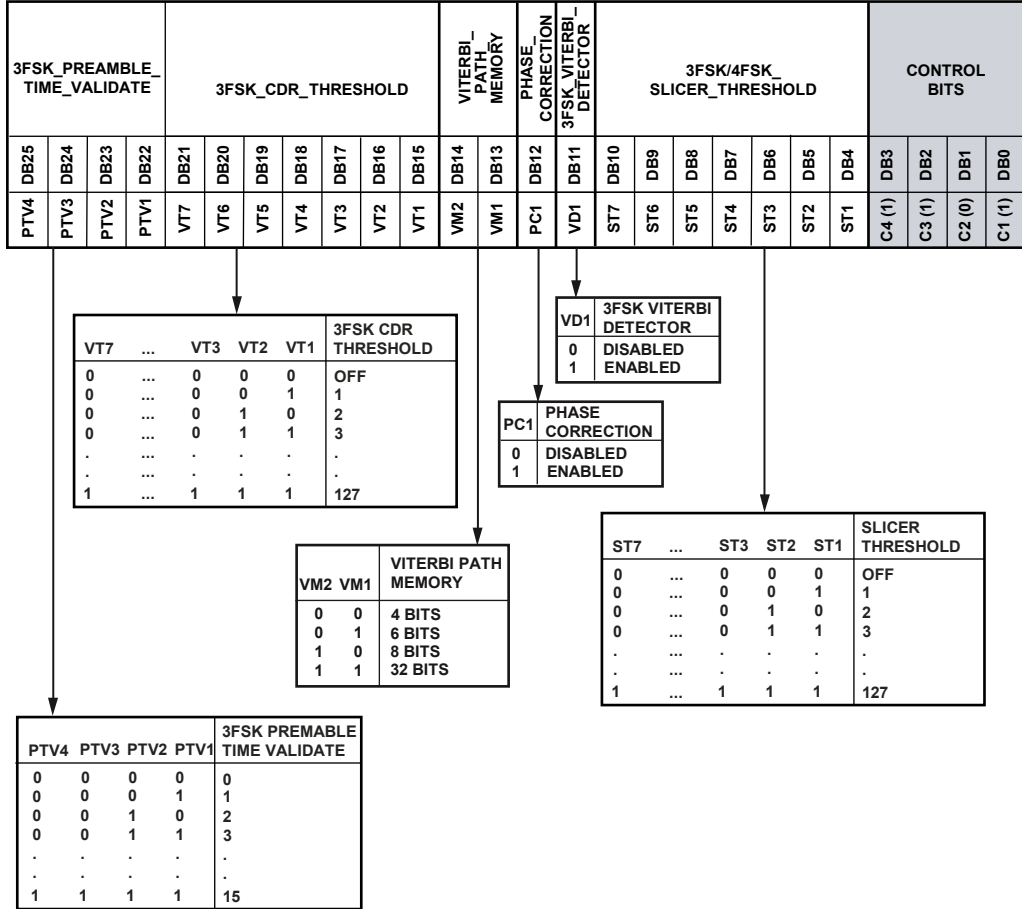 3FSK_PREAMBLE_
TIME_VALIDATE
3FSK_CDR_THRESHOLD
VITERBI_
PATH_
MEMORY
PHASE_
CORRECTION
3FSK_VITERBI_
DETECTOR
3FSK/4FSK_
SLICER_THRESHOLD
CONTROL
BITS
DB25 DB24 DB23 DB22 DB21 DB20 DB19 DB18 DB17 DB16 DB15 DB14 DB13 DB12 DB11 DB10 DB9 DB8 DB7 DB6 DB5 DB4 DB3 DB2 DB1 DB0
PTV4 PTV3 PTV2 PTV1 VT7 VT6 VT5 VT4 VT3 VT2 VT1 VM2 VM1 PC1 VD1 ST7 ST6 ST5 ST4 ST3 ST2 ST1 C4 (1) C3 (1) C2 (0) C1 (1)
VD1 3FSK VITERBI
DETECTOR
0 DISABLED
1 ENABLED
VT7 ... VT3 VT2 VT1 3FSK CDR
THRESHOLD
0 ... 0 0 0 OFF
0 ... 0 0 1 1
0 ... 0 1 0 2
0 ... 0 1 1 3
. ... . . . .
. ... . . . .
1 ... 1 1 1 127
PC1 PHASE
CORRECTION
0 DISABLED
1 ENABLED
ST7 ... ST3 ST2 ST1 SLICER
THRESHOLD
0 ... 0 0 0 OFF
0 ... 0 0 1 1
0 ... 0 1 0 2
0 ... 0 1 1 3
. ... . . . .
. ... . . . .
1 ... 1 1 1 127
VM2 VM1 VITERBI PATH
MEMORY
0 0 4 BITS
0 1 6 BITS
1 0 8 BITS
1 1 32 BITS
PTV4 PTV3 PTV2 PTV1 3FSK PREMABLE
TIME VALIDATE
0 0 0 0 0
0 0 0 1 1
0 0 1 0 2
0 0 1 1 3
. . . . .
. . . . .
1 1 1 1 15